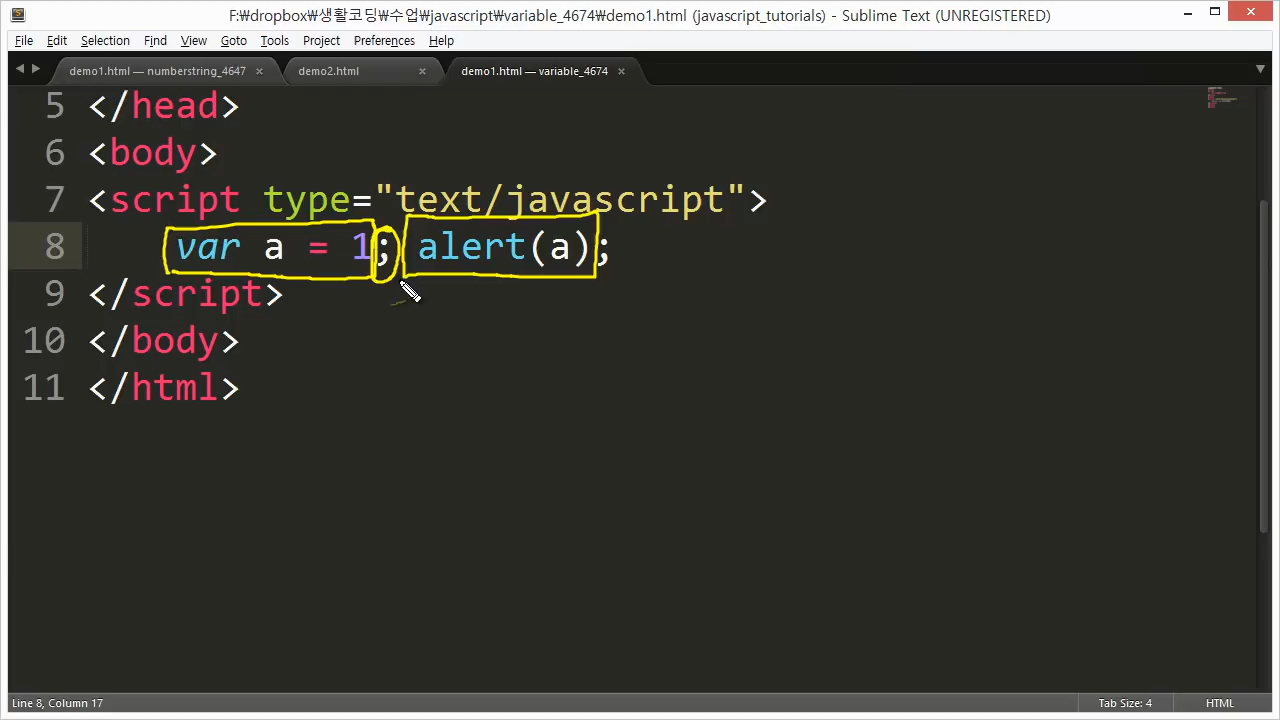 F:₩dropbox₩생활코딩₩수업₩javascript₩variable_4674₩demo1.html (javascript_tutorials) - Sublime Text (UNREGISTERED)
File Edit Selection Find View Goto Tools Project Preferences Help
demo1.html — numberstring_4647 × demo2.html × demo1.html — variable_4674 ×
5 </head>
6 <body>
7 <script type="text/javascript">
8 var a = 1; alert(a);
9 </script>
10 </body>
11 </html>
Line 8, Column 17 Tab Size: 4 HTML